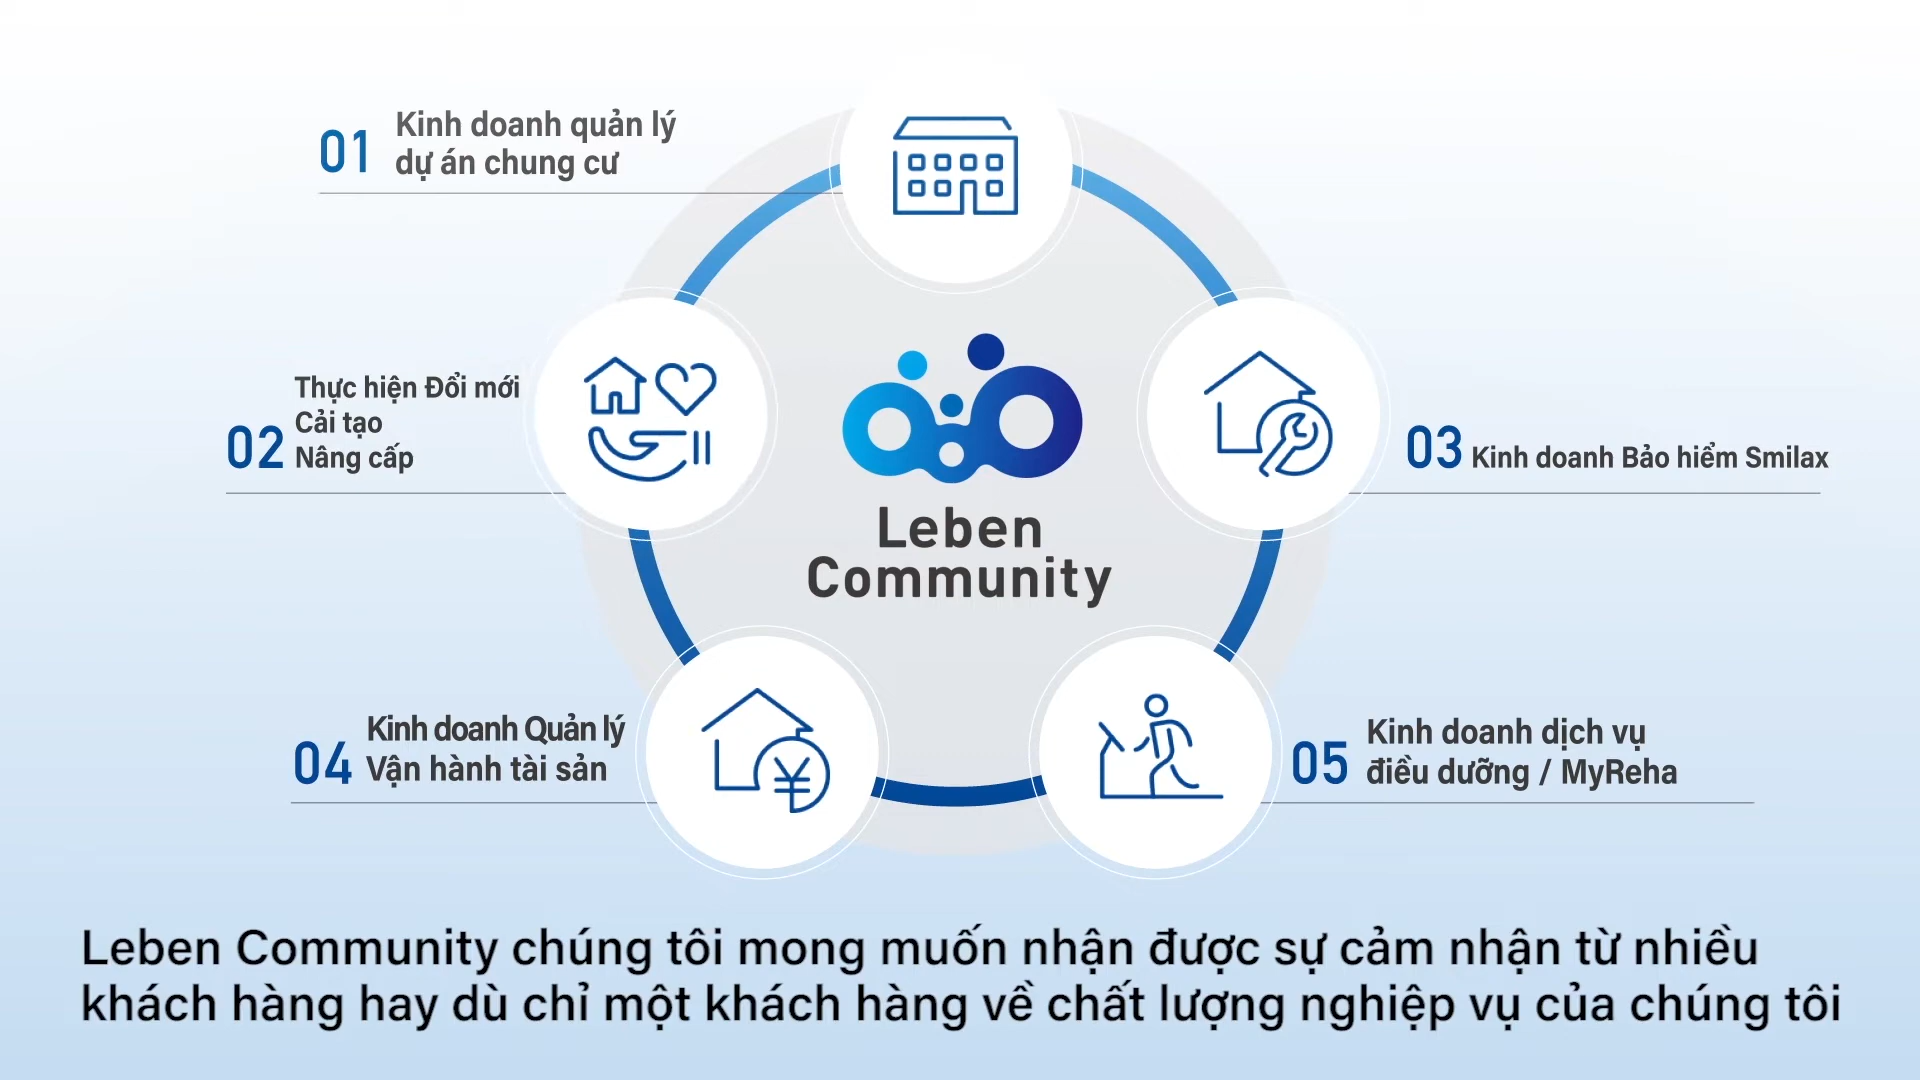 01 Kinh doanh quản lý
dự án chung cư
Thực hiện Đổi mới
Cải tạo
02 Nâng cấp
03 Kinh doanh Bảo hiểm Smilax
Leben
Community
Kinh doanh Quản lý
04 Vận hành tài sản
05 Kinh doanh dịch vụ
điều dưỡng / MyReha
Leben Community chúng tôi mong muốn nhận được sự cảm nhận từ nhiều
khách hàng hay dù chỉ một khách hàng về chất lượng nghiệp vụ của chúng tôi